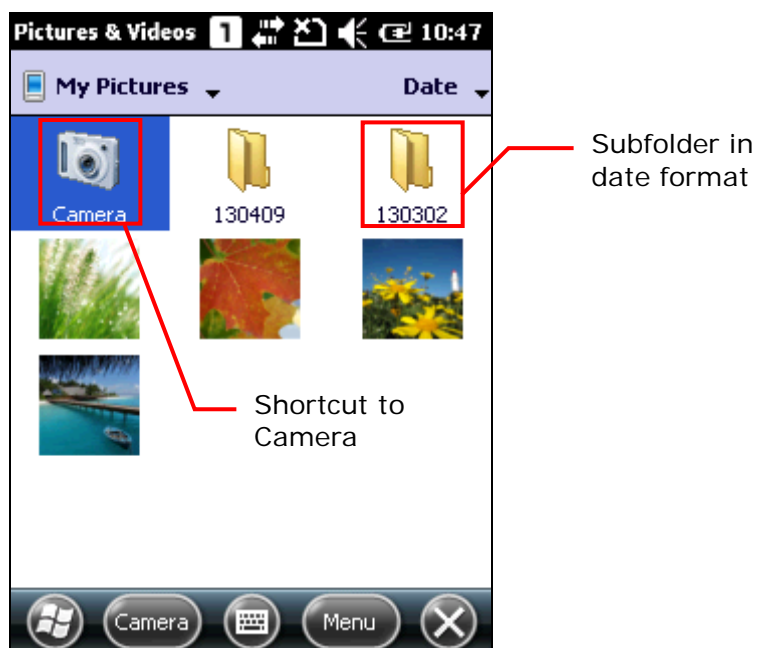 Pictures & Videos 1 10:47
My Pictures Date
Camera 130409 130302
Subfolder in
date format
Shortcut to
Camera
Camera Menu